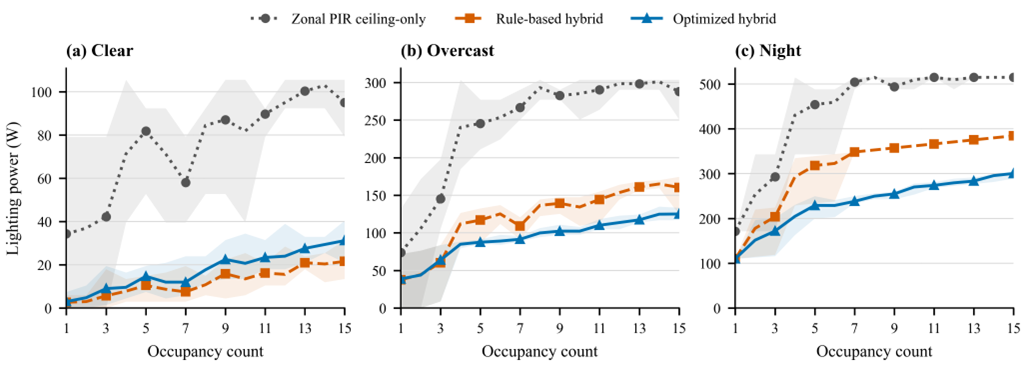 Zonal PIR ceiling-only Rule-based hybrid Optimized hybrid
(a) Clear
Lighting power (W)
100
80
60
40
20
0
1 3 5 7 9 11 13 15
Occupancy count
(b) Overcast
300
250
200
150
100
50
0
1 3 5 7 9 11 13 15
Occupancy count
(c) Night
500
400
300
200
100
0
1 3 5 7 9 11 13 15
Occupancy count